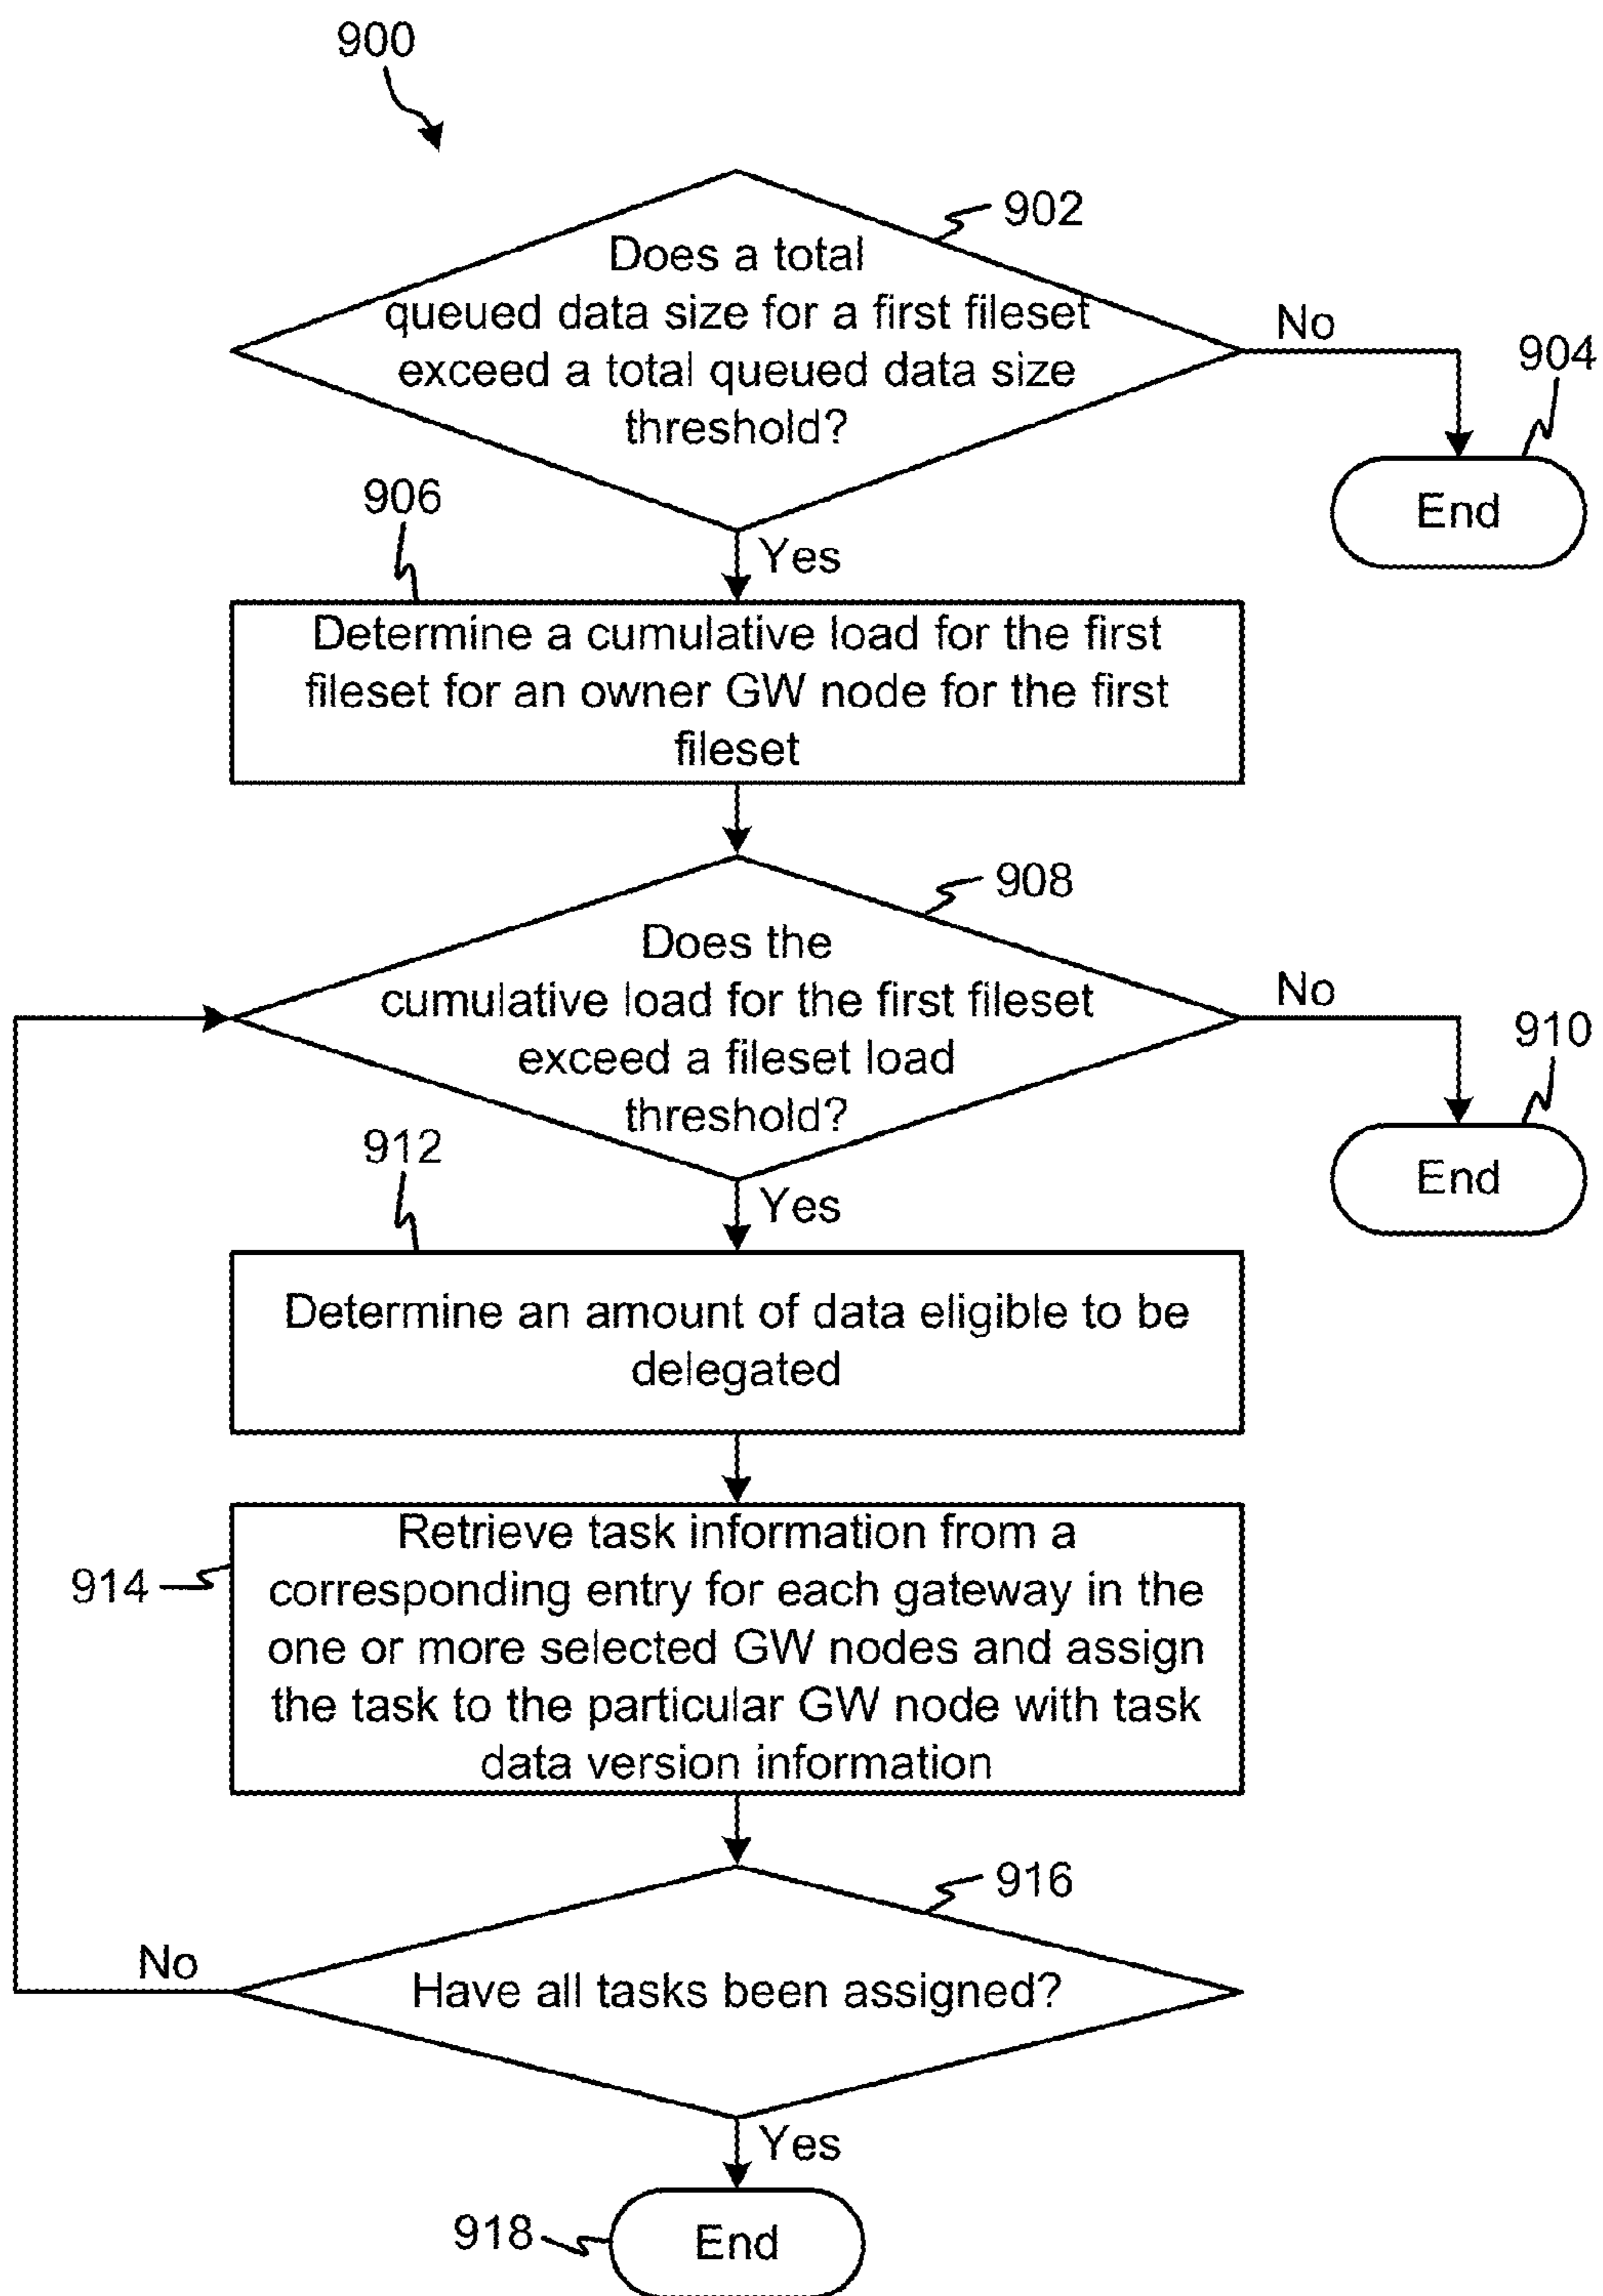 900
902
Does a total
queued data size for a first fileset
exceed a total queued data size
threshold?
No
904
End
906
Yes
Determine a cumulative load for the first
fileset for an owner GW node for the first
fileset
908
Does the
cumulative load for the first fileset
exceed a fileset load
threshold?
No
910
End
912
Yes
Determine an amount of data eligible to be
delegated
914
Retrieve task information from a
corresponding entry for each gateway in the
one or more selected GW nodes and assign
the task to the particular GW node with task
data version information
916
Have all tasks been assigned?
No
Yes
918
End